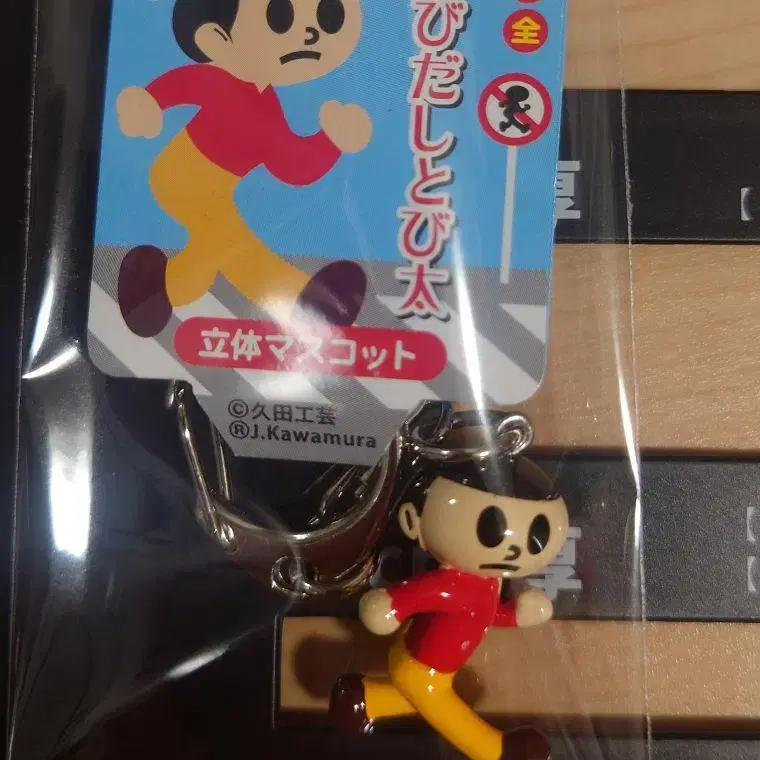 全
びだしとび太
立体マスコット
©久田工芸
®J.Kawamura